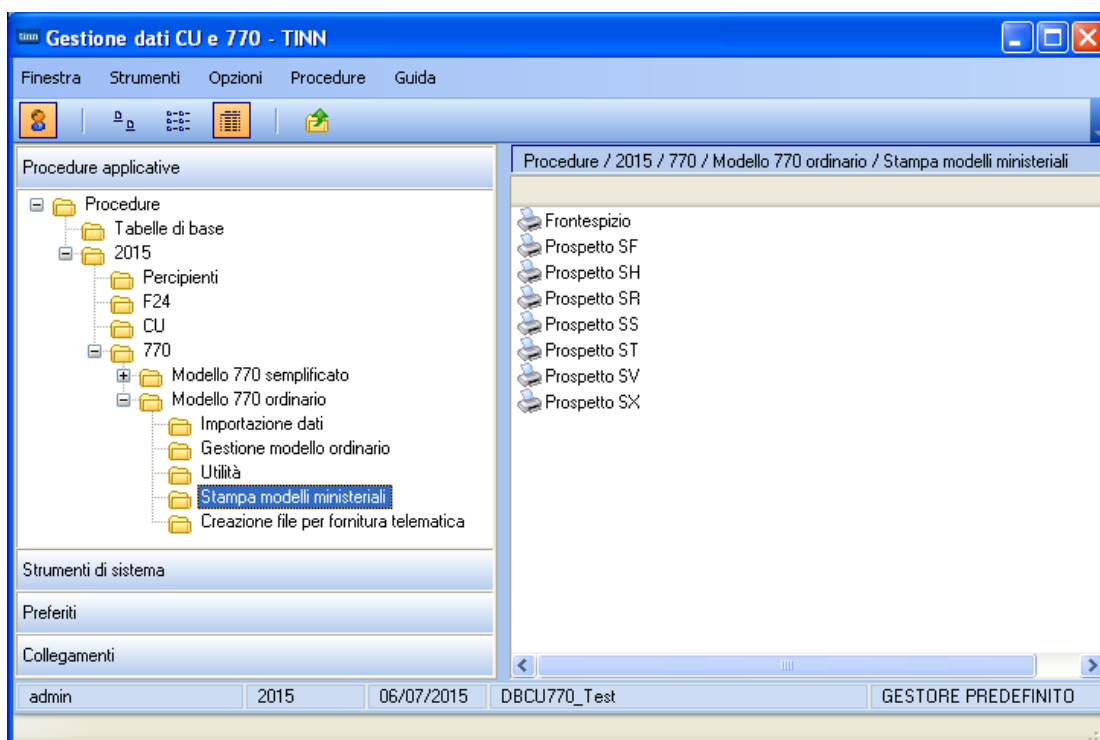 tinn Gestione dati CU e 770 - TINN
Finestra Strumenti Opzioni Procedure Guida
Procedure applicative
Procedure
Tabelle di base
2015
Percipienti
F24
CU
770
Modello 770 semplificato
Modello 770 ordinario
Importazione dati
Gestione modello ordinario
Utilità
Stampa modelli ministeriali
Creazione file per fornitura telematica
Strumenti di sistema
Preferiti
Collegamenti
Procedure / 2015 / 770 / Modello 770 ordinario / Stampa modelli ministeriali
Frontespizio
Prospetto SF
Prospetto SH
Prospetto SR
Prospetto SS
Prospetto ST
Prospetto SV
Prospetto SX
admin 2015 06/07/2015 DBCU770_Test GESTORE PREDEFINITO